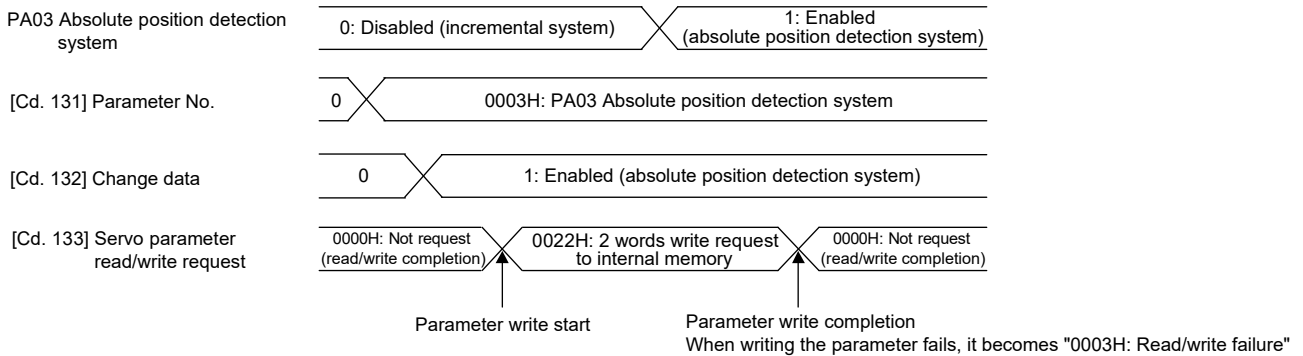 PA03 Absolute position detection
system
0: Disabled (incremental system)
1: Enabled
(absolute position detection system)
[Cd. 131] Parameter No.
0
0003H: PA03 Absolute position detection system
[Cd. 132] Change data
0
1: Enabled (absolute position detection system)
[Cd. 133] Servo parameter
read/write request
0000H: Not request
(read/write completion)
0022H: 2 words write request
to internal memory
0000H: Not request
(read/write completion)
Parameter write start
Parameter write completion
When writing the parameter fails, it becomes "0003H: Read/write failure"